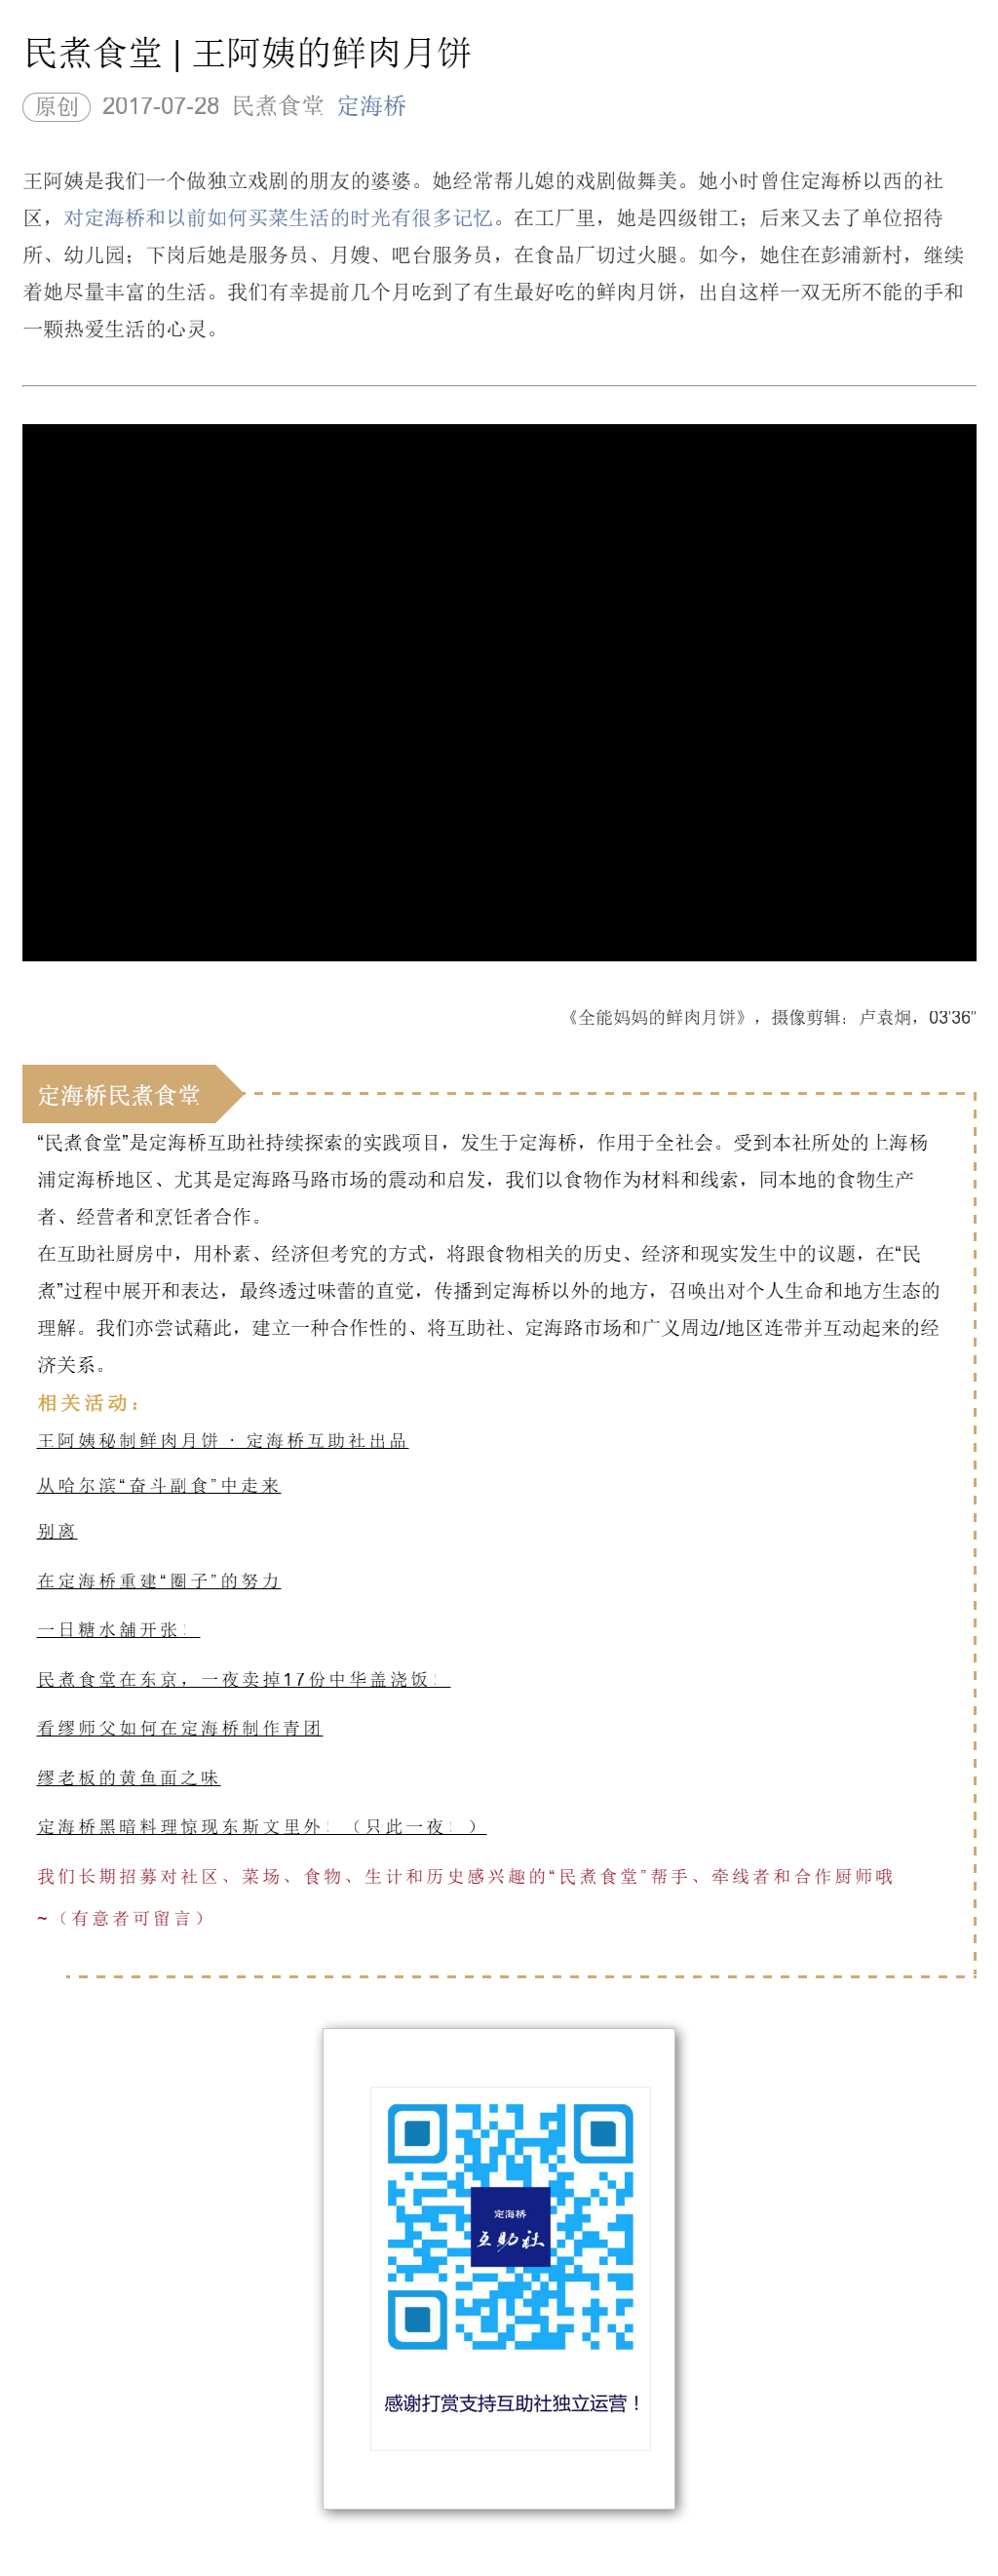 民煮食堂 | 王阿姨的鲜肉月饼
原创 2017-07-28 民煮食堂 定海桥
王阿姨是我们一个做独立戏剧的朋友的婆婆。她经常帮儿媳的戏剧做舞美。她小时曾住定海桥以西的社
区，对定海桥和以前如何买菜生活的时光有很多记忆。在工厂里，她是四级钳工；后来又去了单位招待
所、幼儿园；下岗后她是服务员、月嫂、吧台服务员，在食品厂切过火腿。如今，她住在彭浦新村，继续
着她尽量丰富的生活。我们有幸提前几个月吃到了有生最好吃的鲜肉月饼，出自这样一双无所不能的手和
一颗热爱生活的心灵。
《全能妈妈的鲜肉月饼》，摄像剪辑：卢袁炯，03'36"
定海桥民煮食堂
“民煮食堂”是定海桥互助社持续探索的实践项目，发生于定海桥，作用于全社会。受到本社所处的上海杨
浦定海桥地区、尤其是定海路马路市场的震动和启发，我们以食物作为材料和线索，同本地的食物生产
者、经营者和烹饪者合作。
在互助社厨房中，用朴素、经济但考究的方式，将跟食物相关的历史、经济和现实发生中的议题，在“民
煮”过程中展开和表达，最终透过味蕾的直觉，传播到定海桥以外的地方，召唤出对个人生命和地方生态的
理解。我们亦尝试藉此，建立一种合作性的、将互助社、定海路市场和广义周边/地区连带并互动起来的经
济关系。
相关活动：
王阿姨秘制鲜肉月饼 · 定海桥互助社出品
从哈尔滨“奋斗副食”中走来
别离
在定海桥重建“圈子”的努力
一日糖水舖开张！
民煮食堂在东京，一夜卖掉17份中华盖浇饭！
看缪师父如何在定海桥制作青团
缪老板的黄鱼面之味
定海桥黑暗料理惊现东斯文里外！（只此一夜！）
我们长期招募对社区、菜场、食物、生计和历史感兴趣的“民煮食堂”帮手、牵线者和合作厨师哦
~（有意者可留言）
定海桥
互助社
感谢打赏支持互助社独立运营！